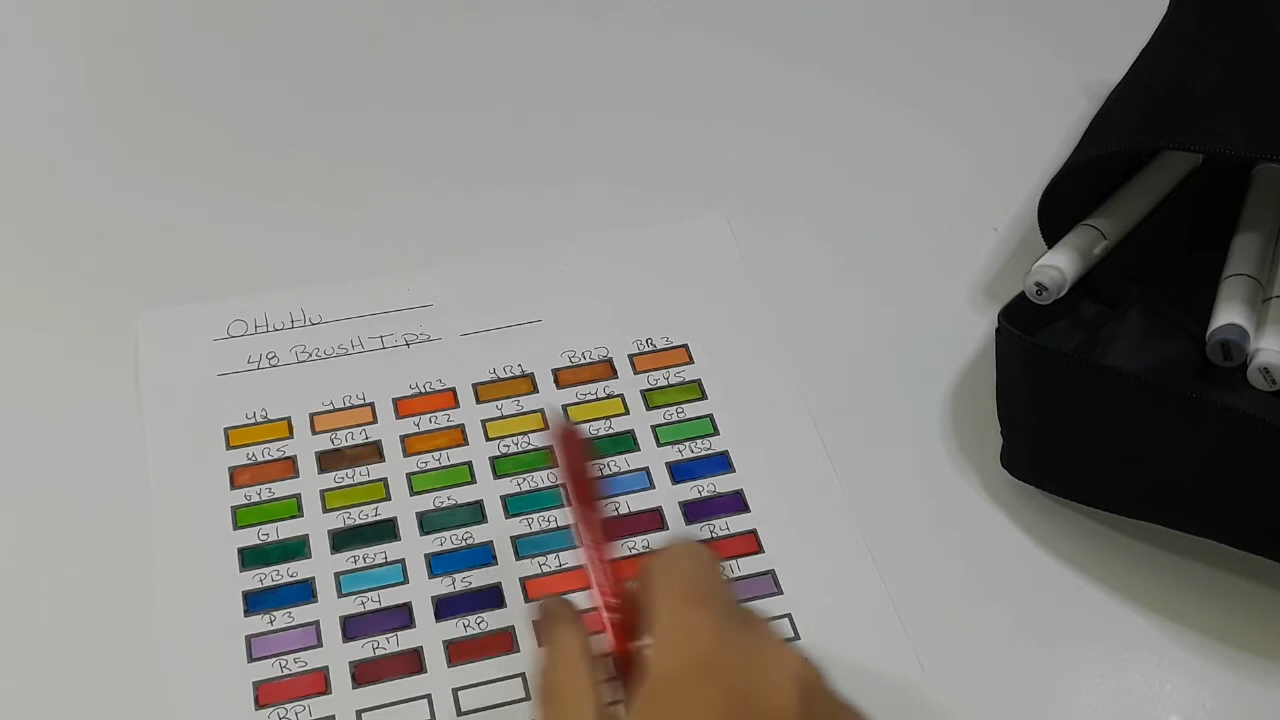 OHuHu
48 BrusHTips
Y2 YR4 YR3 YR1 BR2 BR3
YR5 BR1 YR2 Y3 GY6 GY5
GY3 GY4 GY1 GY2 G2 G8
G1 BG1 G5 PB10 PB1 PB2
PB6 PB7 PB8 PB9 P1 P2
P3 P4 P5 R1 R2 R4
R5 R7 R8
RP1